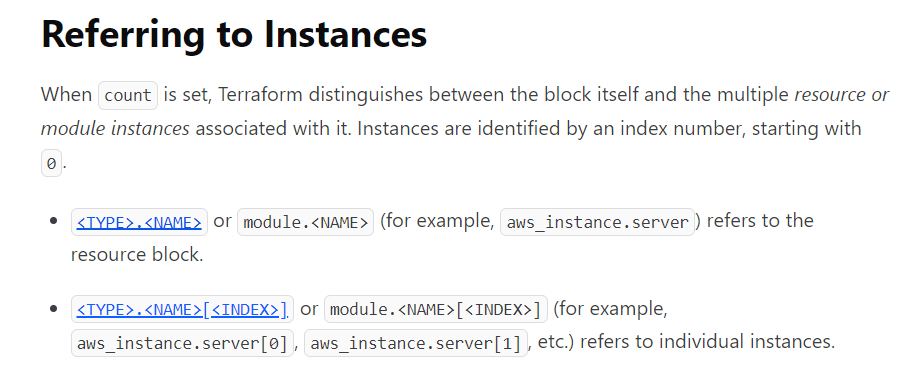 Referring to Instances
When count is set, Terraform distinguishes between the block itself and the multiple resource or
module instances associated with it. Instances are identified by an index number, starting with
0.
• <TYPE>.<NAME> or module.<NAME> (for example, aws_instance.server) refers to the
resource block.
• <TYPE>.<NAME>[<INDEX>] or module.<NAME>[<INDEX>] (for example,
aws_instance.server[0], aws_instance.server[1], etc.) refers to individual instances.